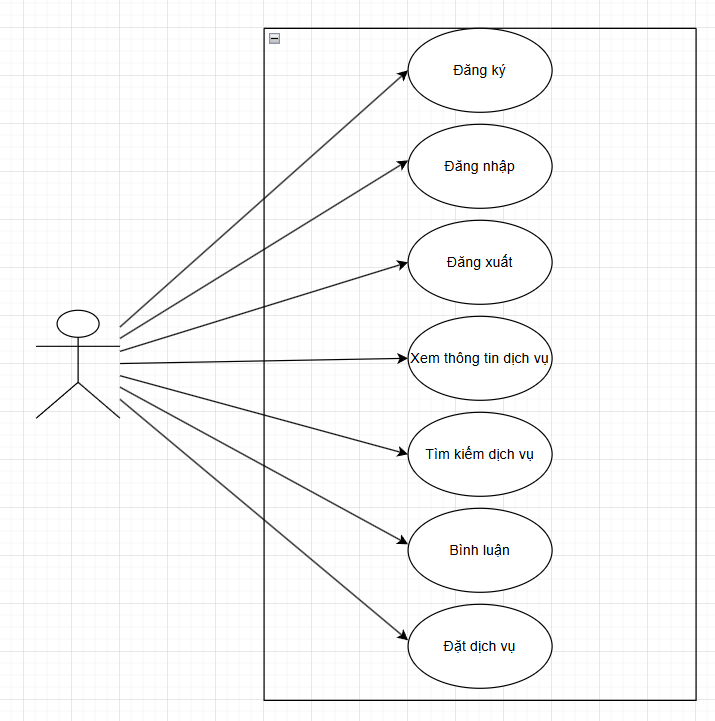 Đăng ký
Đăng nhập
Đăng xuất
Xem thông tin dịch vụ
Tìm kiếm dịch vụ
Bình luận
Đặt dịch vụ